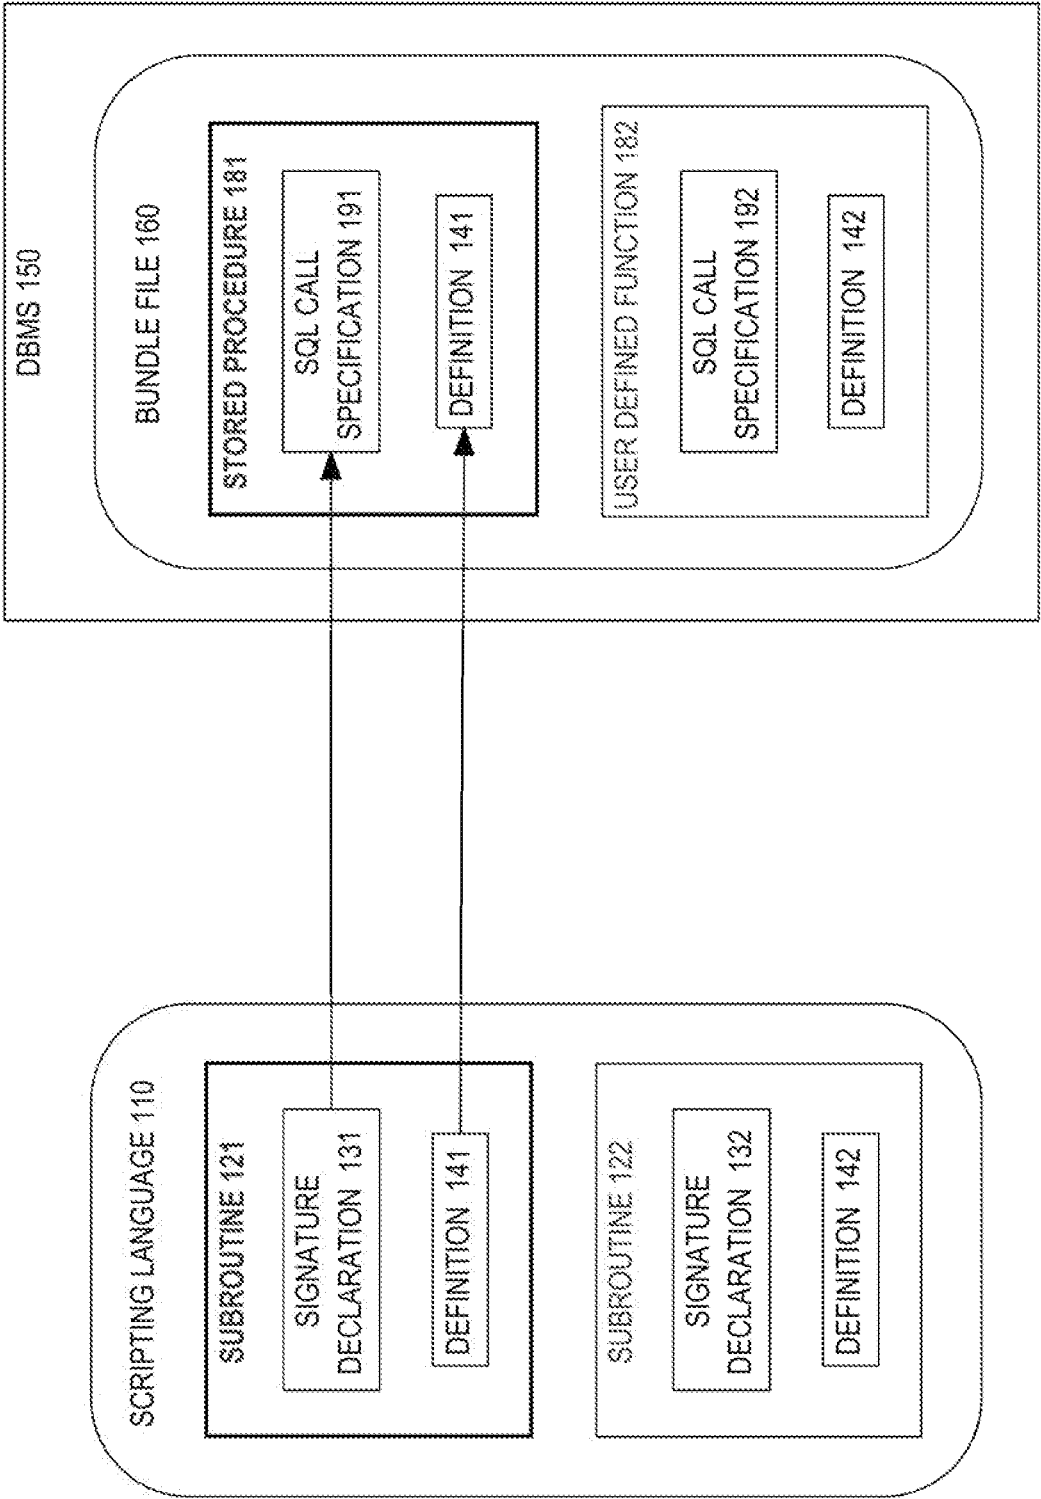 SCRIPTING LANGUAGE 110
SUBROUTINE 121
SIGNATURE
DECLARATION 131
DEFINITION 141
SUBROUTINE 122
SIGNATURE
DECLARATION 132
DEFINITION 142
DBMS 150
BUNDLE FILE 160
STORED PROCEDURE 181
SQL CALL
SPECIFICATION 191
DEFINITION 141
USER DEFINED FUNCTION 182
SQL CALL
SPECIFICATION 192
DEFINITION 142